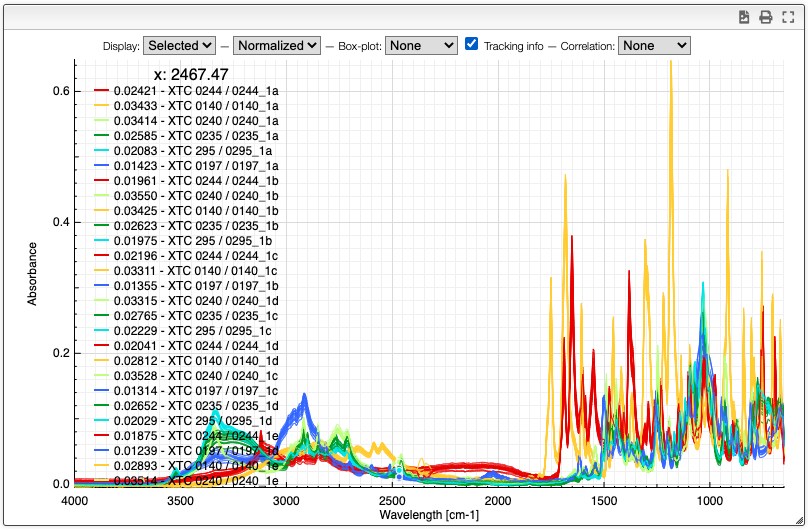 Display: Selected – Normalized – Box-plot: None Tracking info – Correlation: None
x: 2467.47
0.02421 - XTC 0244 / 0244_1a
0.03433 - XTC 0140 / 0140_1a
0.03414 - XTC 0240 / 0240_1a
0.02585 - XTC 0235 / 0235_1a
0.02083 - XTC 295 / 0295_1a
0.01423 - XTC 0197 / 0197_1a
0.01961 - XTC 0244 / 0244_1b
0.03550 - XTC 0240 / 0240_1b
0.03425 - XTC 0140 / 0140_1b
0.02623 - XTC 0235 / 0235_1b
0.01975 - XTC 295 / 0295_1b
0.02196 - XTC 0244 / 0244_1c
0.03311 - XTC 0140 / 0140_1c
0.01355 - XTC 0197 / 0197_1b
0.03315 - XTC 0240 / 0240_1d
0.02765 - XTC 0235 / 0235_1c
0.02229 - XTC 295 / 0295_1c
0.02041 - XTC 0244 / 0244_1d
0.02812 - XTC 0140 / 0140_1d
0.03528 - XTC 0240 / 0240_1c
0.01314 - XTC 0197 / 0197_1c
0.02652 - XTC 0235 / 0235_1d
0.02029 - XTC 295 / 0295_1d
0.01875 - XTC 0244 / 0244_1e
0.01239 - XTC 0197 / 0197_1d
0.02893 - XTC 0140 / 0140_1e
0.03514 - XTC 0240 / 0240_1e
0.6
0.4
0.2
0.0
Absorbance
4000 3500 3000 2500 2000 1500 1000
Wavelength [cm-1]